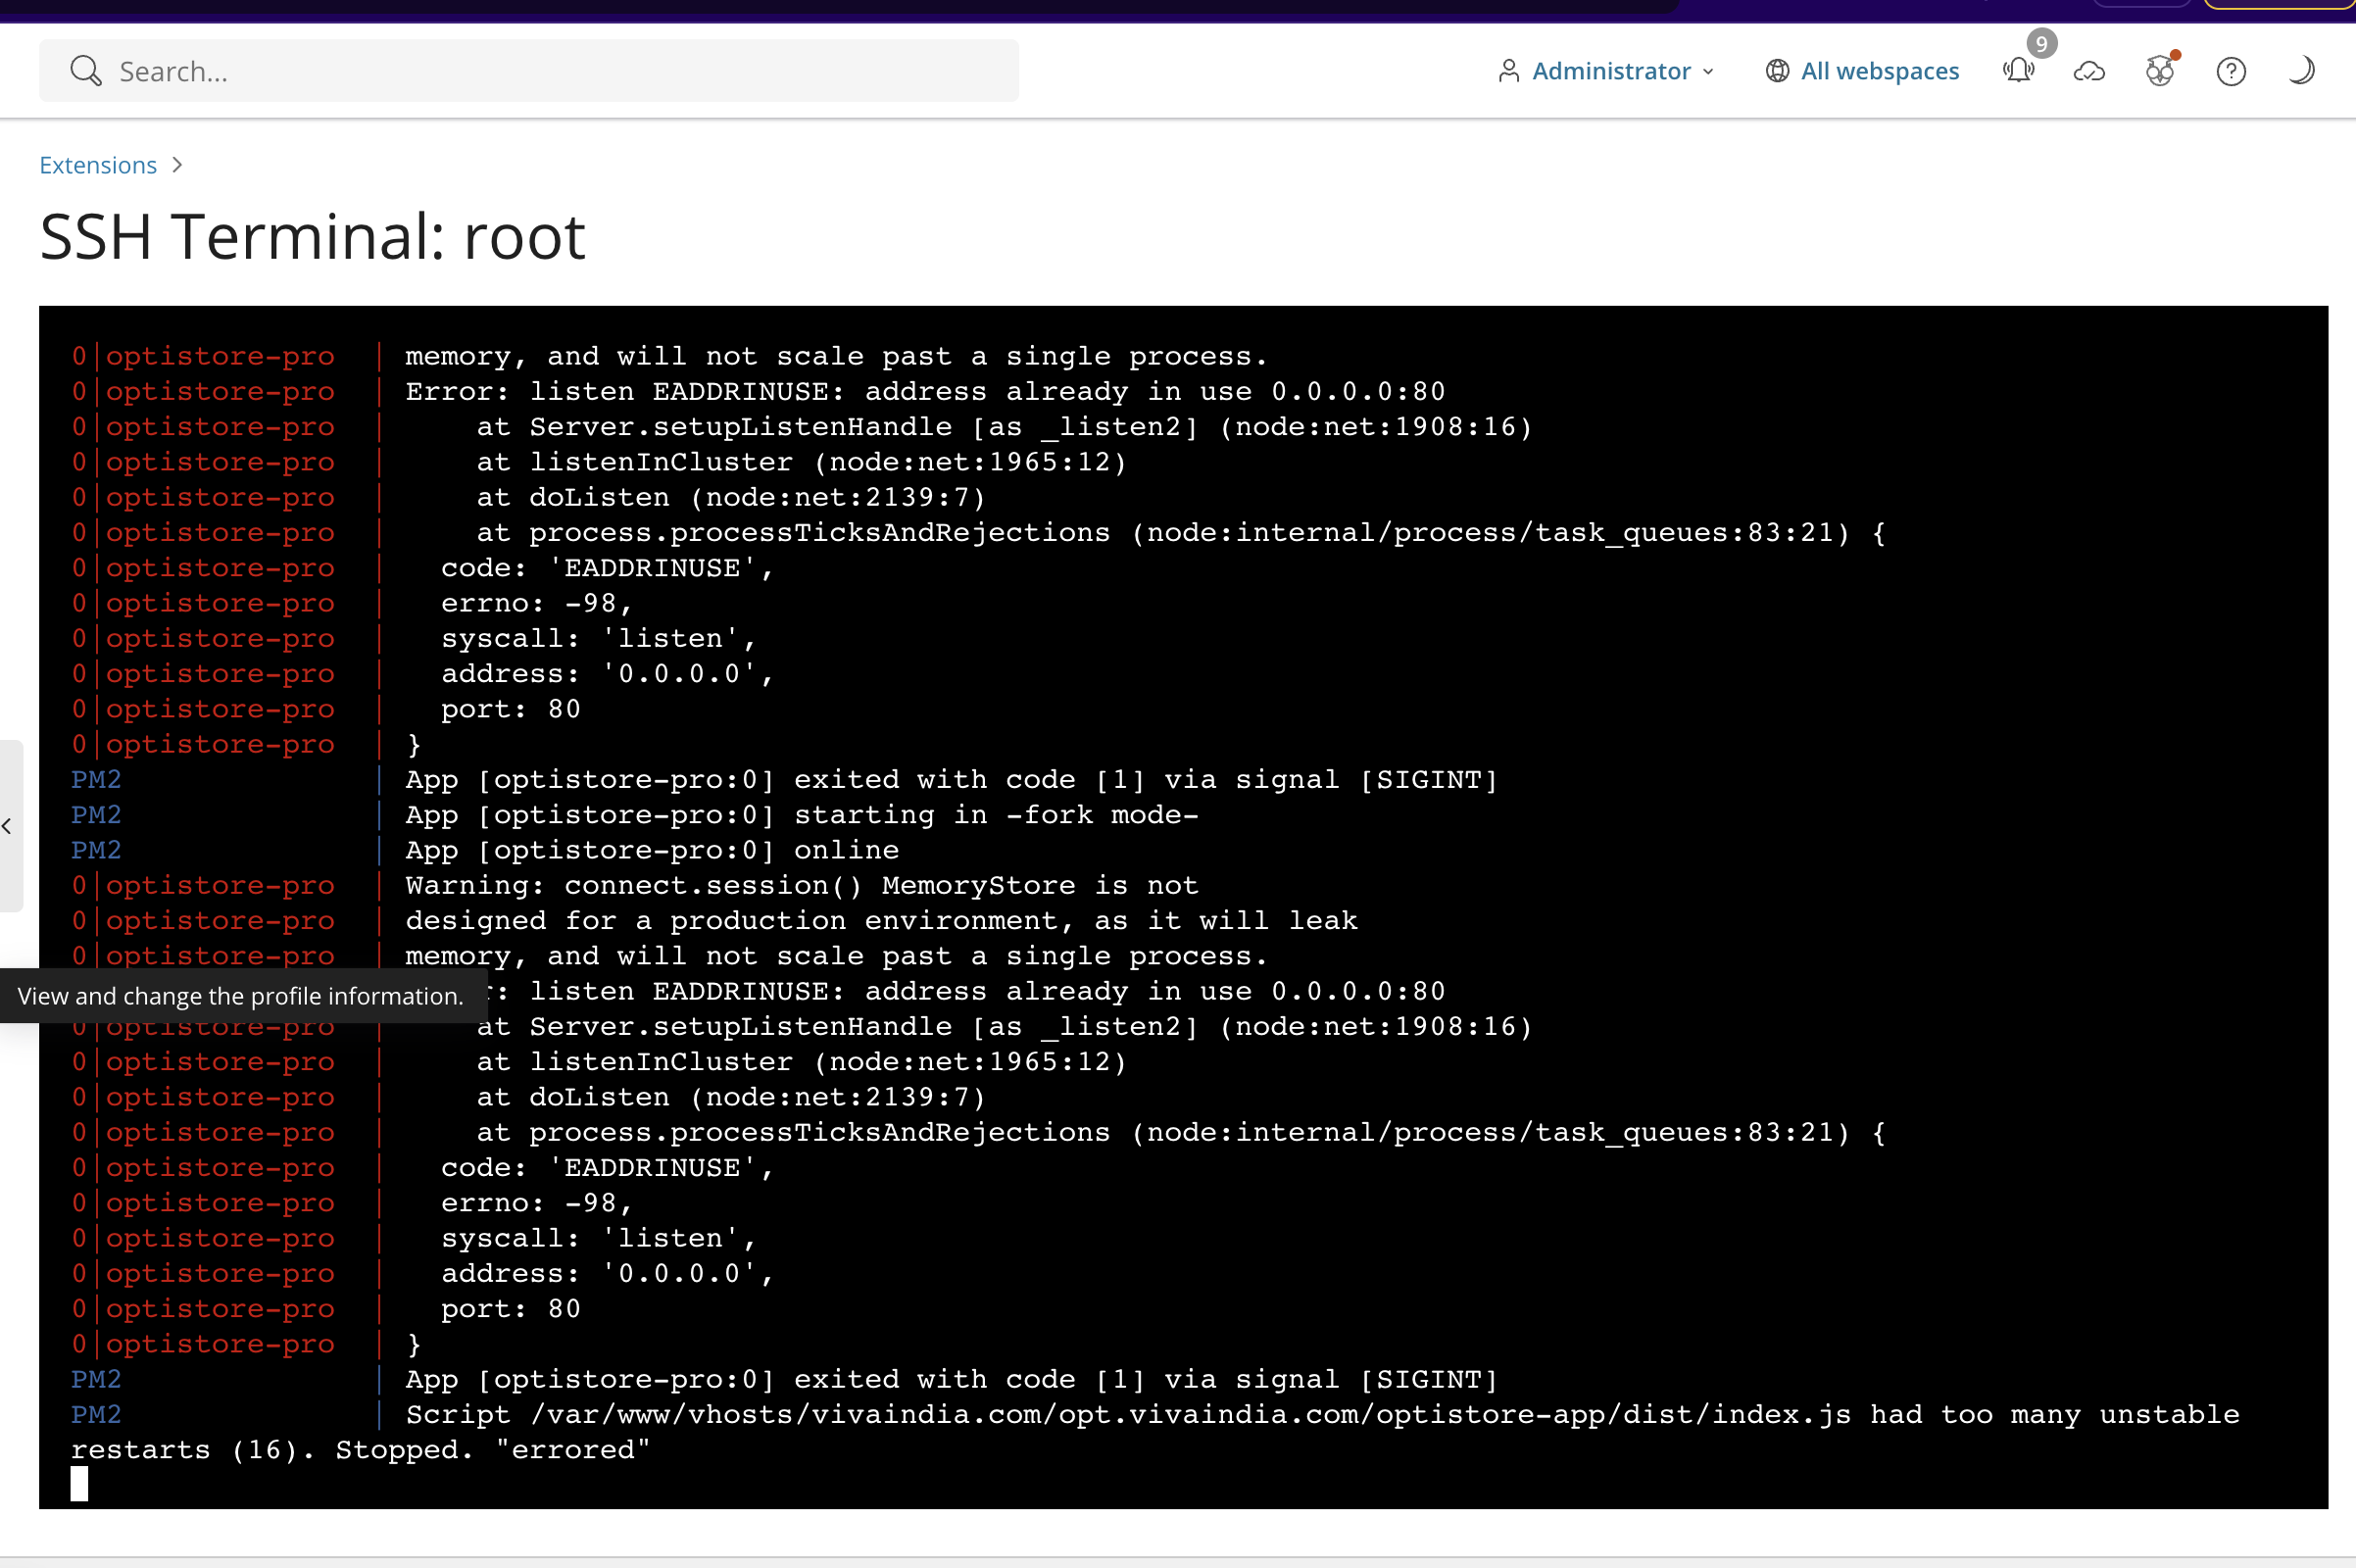 Search...
Administrator
All webspaces
9
Extensions >
SSH Terminal: root
0|optistore-pro | memory, and will not scale past a single process.
0|optistore-pro | Error: listen EADDRINUSE: address already in use 0.0.0.0:80
0|optistore-pro |     at Server.setupListenHandle [as _listen2] (node:net:1908:16)
0|optistore-pro |     at listenInCluster (node:net:1965:12)
0|optistore-pro |     at doListen (node:net:2139:7)
0|optistore-pro |     at process.processTicksAndRejections (node:internal/process/task_queues:83:21) {
0|optistore-pro |   code: 'EADDRINUSE',
0|optistore-pro |   errno: -98,
0|optistore-pro |   syscall: 'listen',
0|optistore-pro |   address: '0.0.0.0',
0|optistore-pro |   port: 80
0|optistore-pro | }
PM2 | App [optistore-pro:0] exited with code [1] via signal [SIGINT]
PM2 | App [optistore-pro:0] starting in -fork mode-
PM2 | App [optistore-pro:0] online
0|optistore-pro | Warning: connect.session() MemoryStore is not
0|optistore-pro | designed for a production environment, as it will leak
0|optistore-pro | memory, and will not scale past a single process.
View and change the profile information.
r: listen EADDRINUSE: address already in use 0.0.0.0:80
0|optistore-pro |     at Server.setupListenHandle [as _listen2] (node:net:1908:16)
0|optistore-pro |     at listenInCluster (node:net:1965:12)
0|optistore-pro |     at doListen (node:net:2139:7)
0|optistore-pro |     at process.processTicksAndRejections (node:internal/process/task_queues:83:21) {
0|optistore-pro |   code: 'EADDRINUSE',
0|optistore-pro |   errno: -98,
0|optistore-pro |   syscall: 'listen',
0|optistore-pro |   address: '0.0.0.0',
0|optistore-pro |   port: 80
0|optistore-pro | }
PM2 | App [optistore-pro:0] exited with code [1] via signal [SIGINT]
PM2 | Script /var/www/vhosts/vivaindia.com/opt.vivaindia.com/optistore-app/dist/index.js had too many unstable
restarts (16). Stopped. "errored"